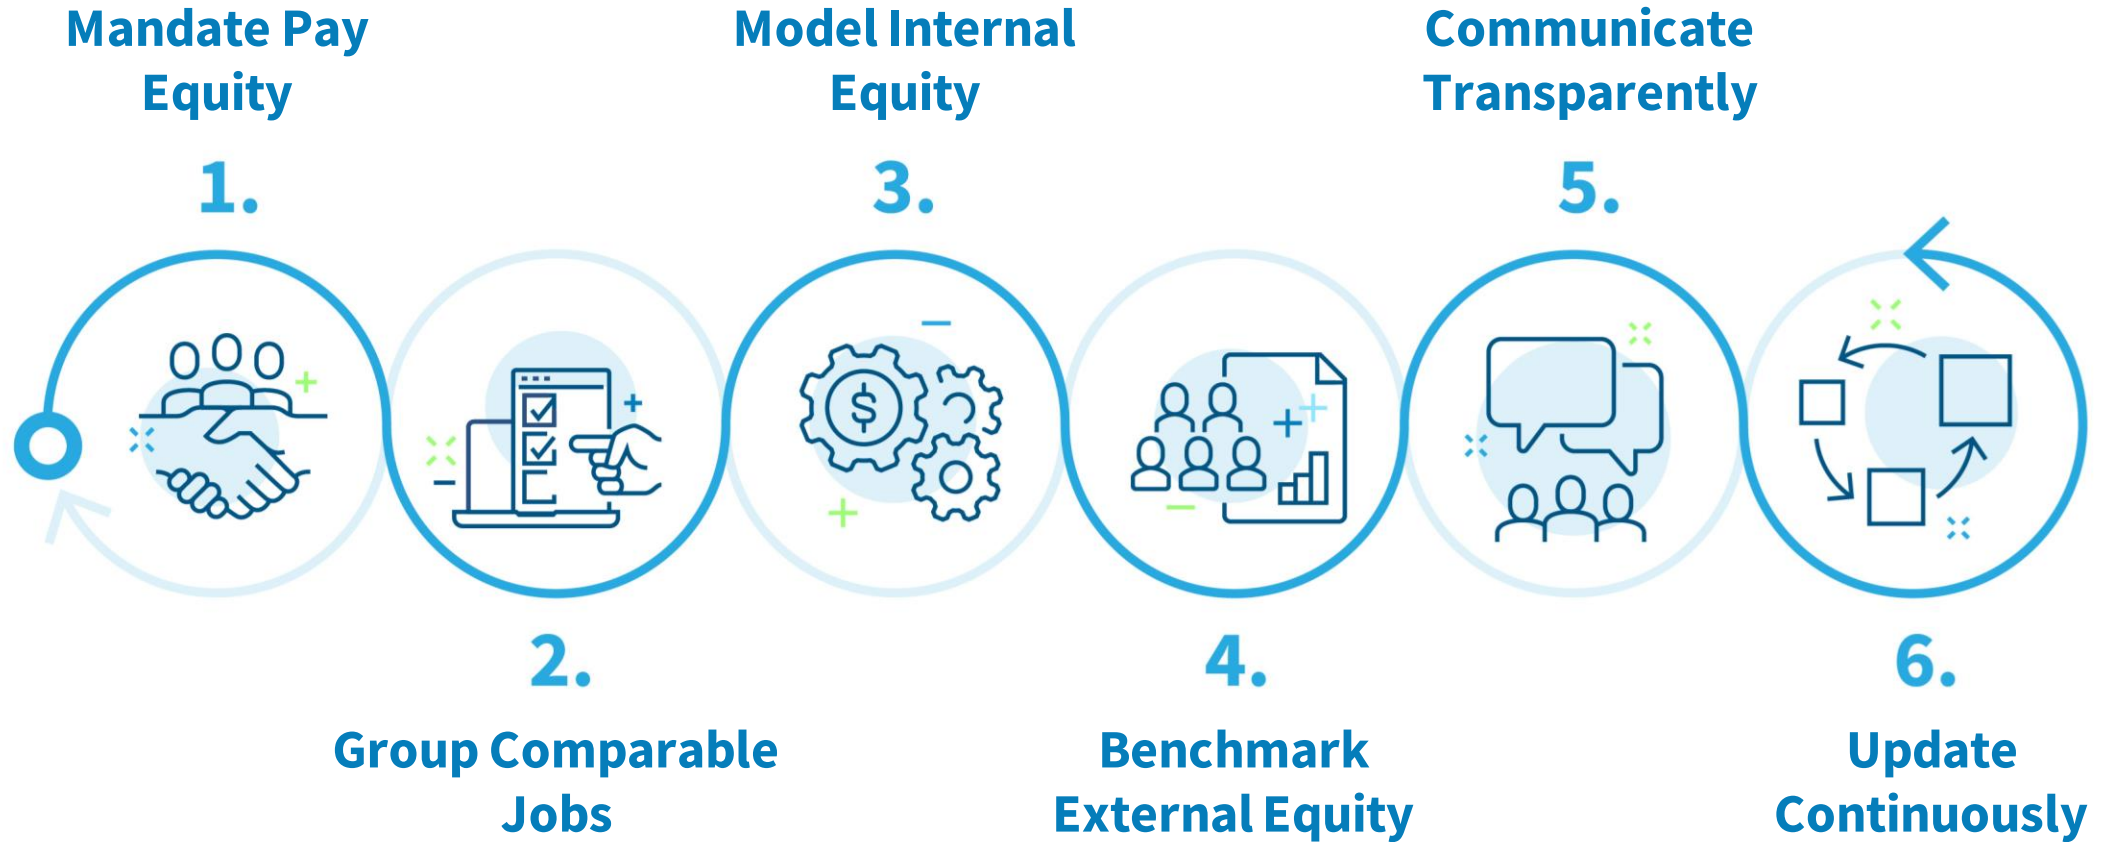 Mandate Pay
Equity
1.
2.
Group Comparable
Jobs
Model Internal
Equity
3.
$
4.
Benchmark
External Equity
Communicate
Transparently
5.
6.
Update
Continuously